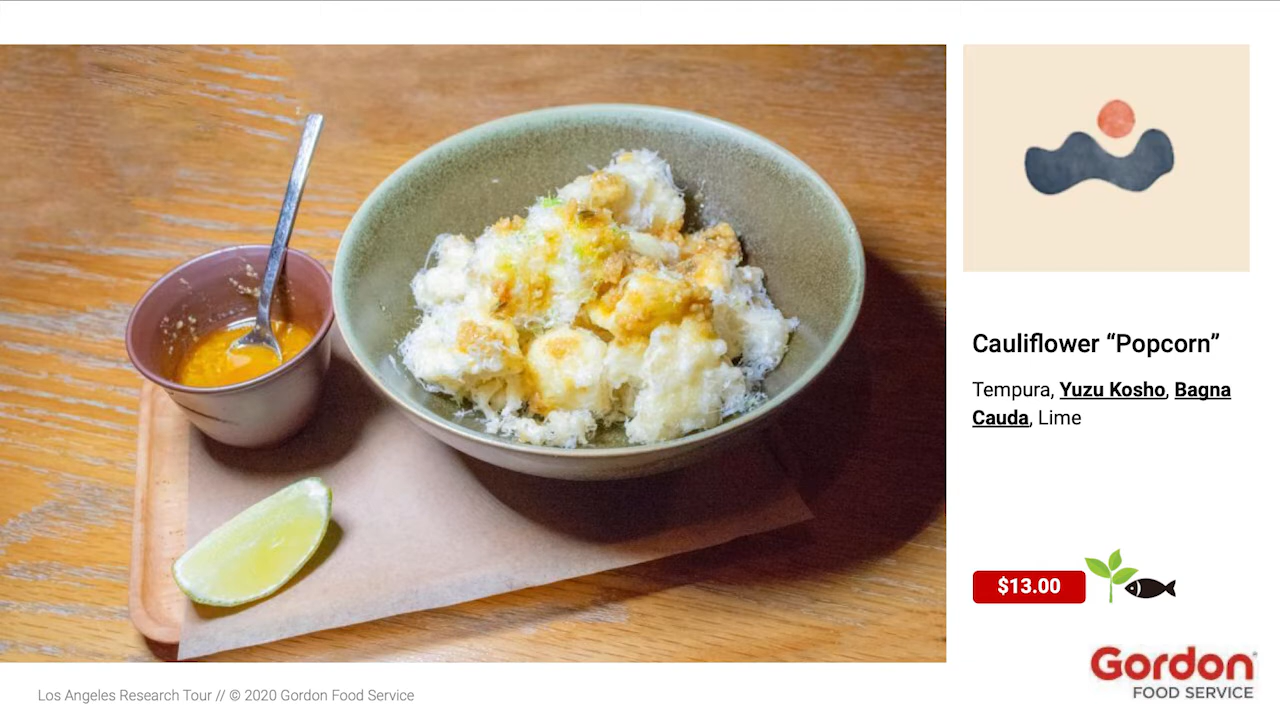 Cauliflower “Popcorn”
Tempura, Yuzu Kosho, Bagna
Cauda, Lime
$13.00
Gordon
FOOD SERVICE
Los Angeles Research Tour // © 2020 Gordon Food Service